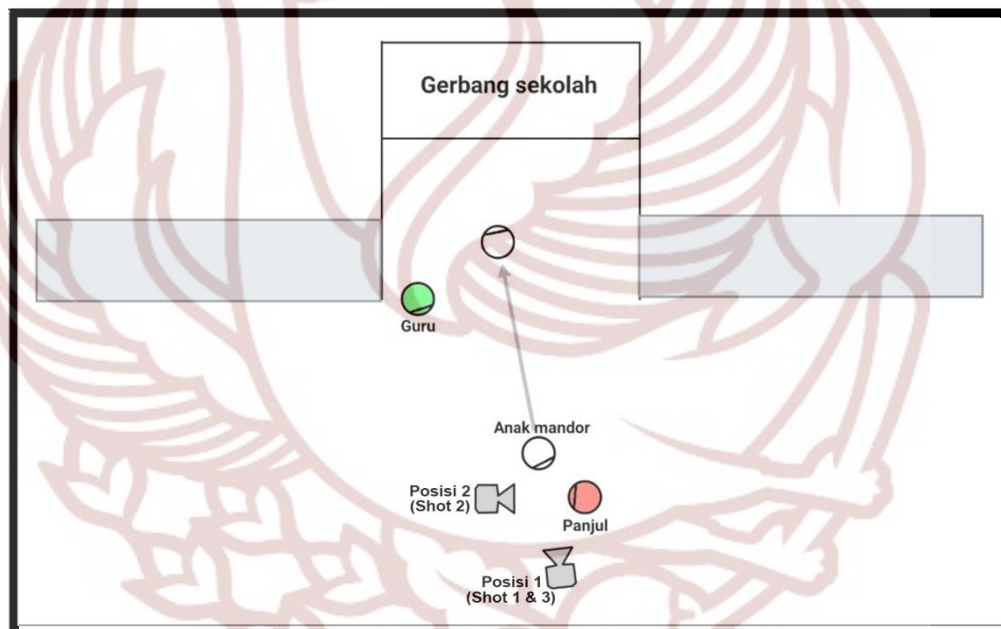 Gerbang sekolah
Guru
Anak mandor
Posisi 2
(Shot 2)
Panjul
Posisi 1
(Shot 1 & 3)